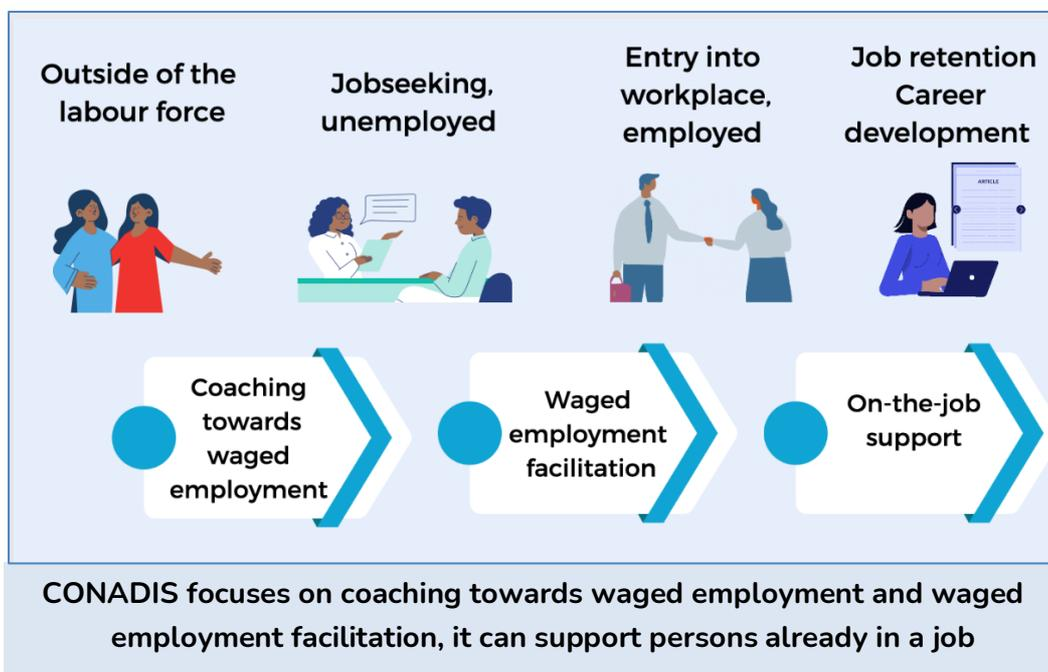 Outside of the
labour force
Jobseeking,
unemployed
Entry into
workplace,
employed
Job retention
Career
development
ARTICLE
Coaching
towards
waged
employment
Waged
employment
facilitation
On-the-job
support
CONADIS focuses on coaching towards waged employment and waged
employment facilitation, it can support persons already in a job